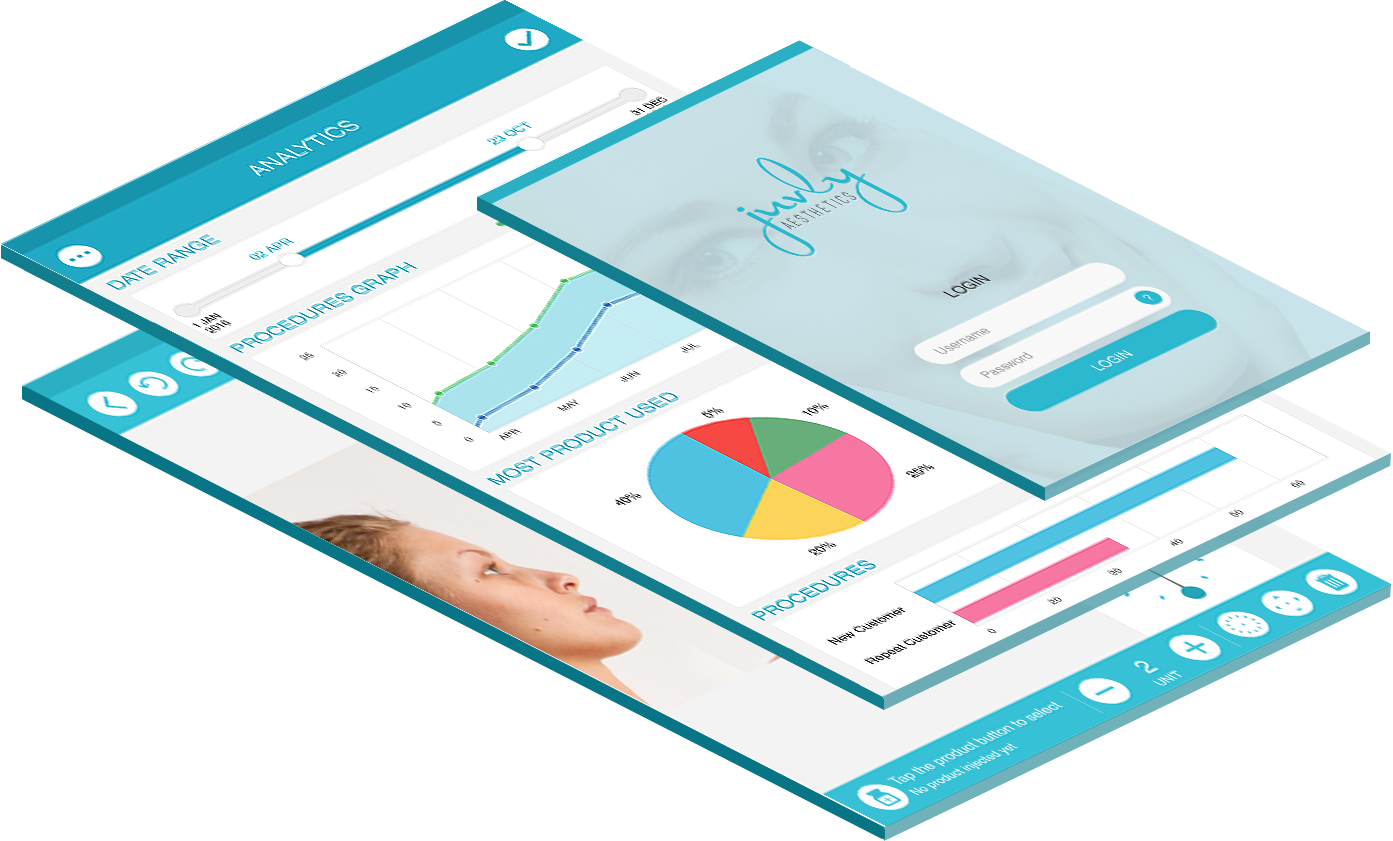 ANALYTICS
DATE RANGE
02 APR
23 OCT
31 DEC
1 JAN
2016
PROCEDURES GRAPH
25
20
15
10
5
0
APR
MAY
JUN
JUL
MOST PRODUCT USED
5%
10%
25%
20%
40%
PROCEDURES
New Customer
Repeat Customer
0
20
30
40
50
60
juvly
AESTHETICS
LOGIN
Username
Password
?
LOGIN
Tap the product button to select
No product injected yet
2
UNIT